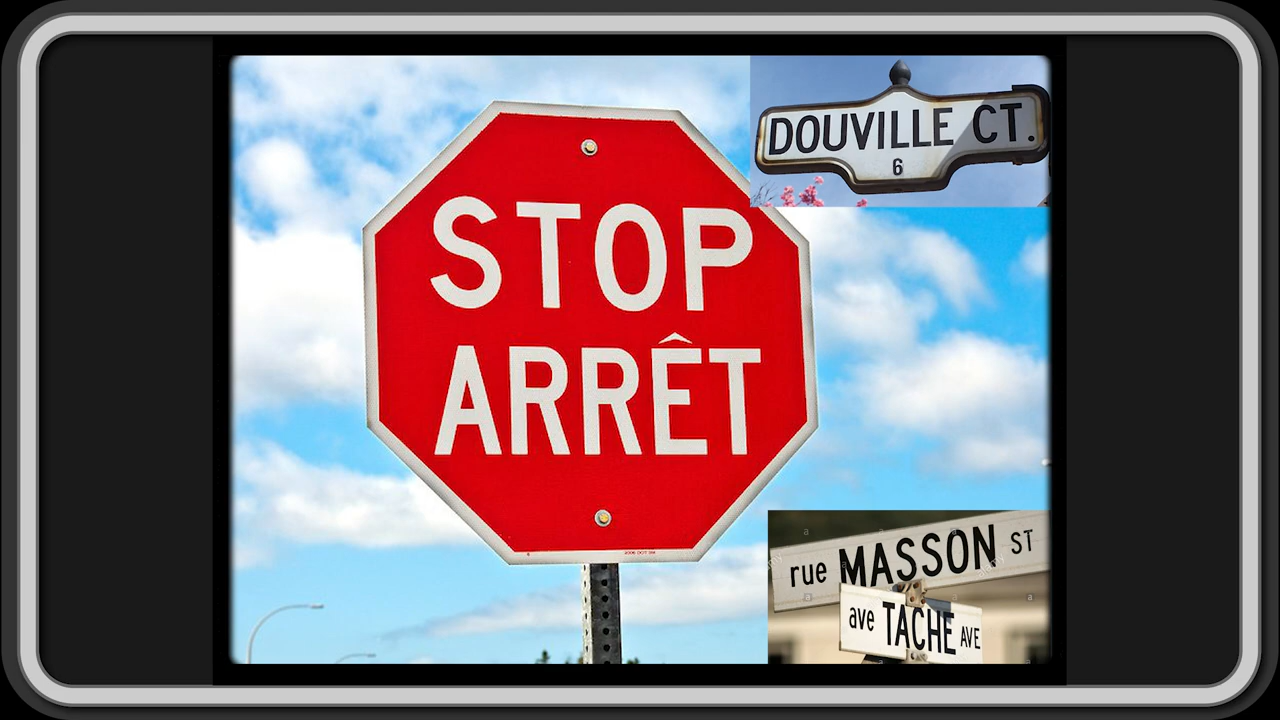 STOP
ARRÊT
DOUVILLE CT.
6
rue MASSON ST
ave TACHE AVE